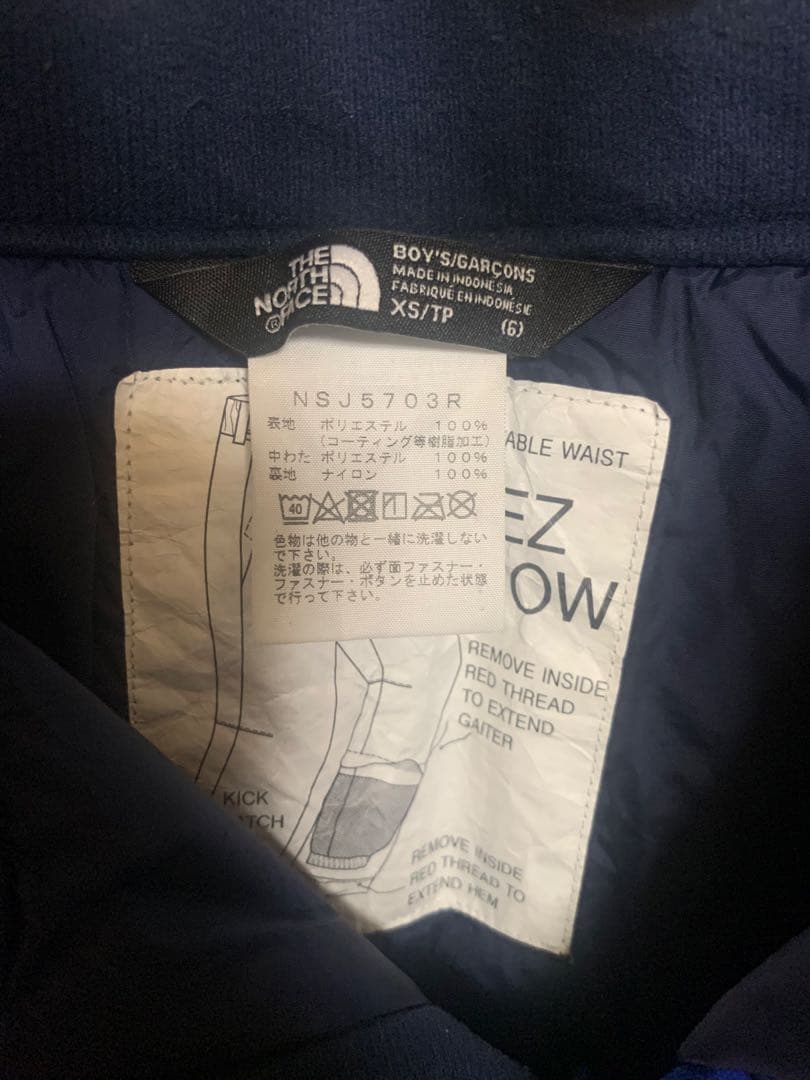 THE
NORTH
FACE
®
BOY'S/GARÇONS
MADE IN INDONESIA
FABRIQUÉ EN INDONÉSIE
XS/TP (6)
NSJ5703R
表地 ポリエステル 100%
(コーティング等樹脂加工)
中わた ポリエステル 100%
裏地 ナイロン 100%
40
色物は他の物と一緒に洗濯しない
で下さい。
洗濯の際は、必ず面ファスナー・
ファスナー・ボタンを止めた状態
で行って下さい。
ABLE WAIST
EZ
OW
REMOVE INSIDE
RED THREAD
TO EXTEND
GAITER
KICK
ATCH
REMOVE INSIDE
RED THREAD TO
EXTEND HEM